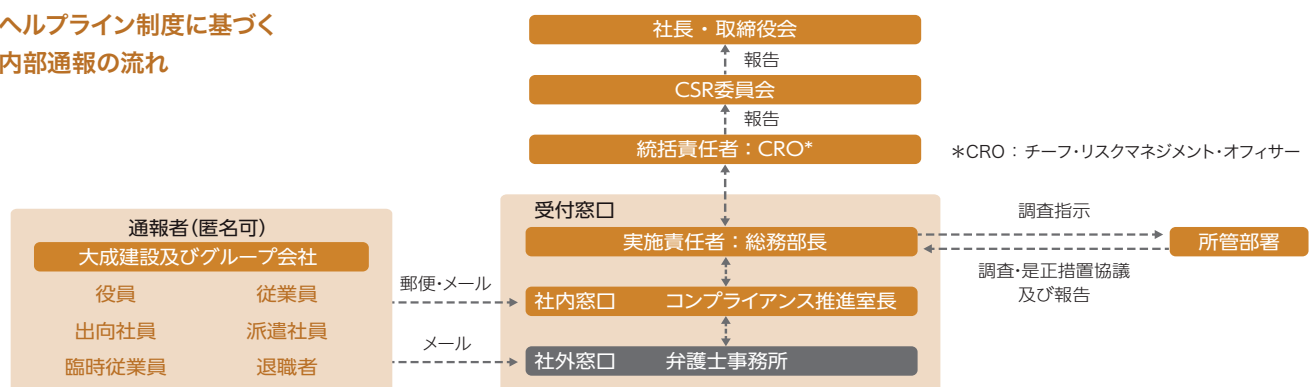 ヘルプライン制度に基づく
内部通報の流れ
社長・取締役会
報告
CSR委員会
報告
統括責任者：CRO*
＊CRO：チーフ・リスクマネジメント・オフィサー
通報者（匿名可）
大成建設及びグループ会社
役員 従業員
出向社員 派遣社員
臨時従業員 退職者
郵便・メール
メール
受付窓口
実施責任者：総務部長
社内窓口 コンプライアンス推進室長
社外窓口 弁護士事務所
調査指示
所管部署
調査・是正措置協議
及び報告